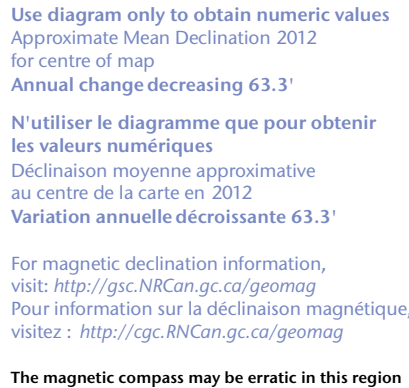 Use diagram only to obtain numeric values
Approximate Mean Declination 2012
for centre of map
Annual change decreasing 63.3'
N'utiliser le diagramme que pour obtenir
les valeurs numériques
Déclinaison moyenne approximative
au centre de la carte en 2012
Variation annuelle décroissante 63.3'
For magnetic declination information,
visit: http://gsc.NRCan.gc.ca/geomag
Pour information sur la déclinaison magnétique,
visitez : http://cgc.RNCan.gc.ca/geomag
The magnetic compass may be erratic in this region